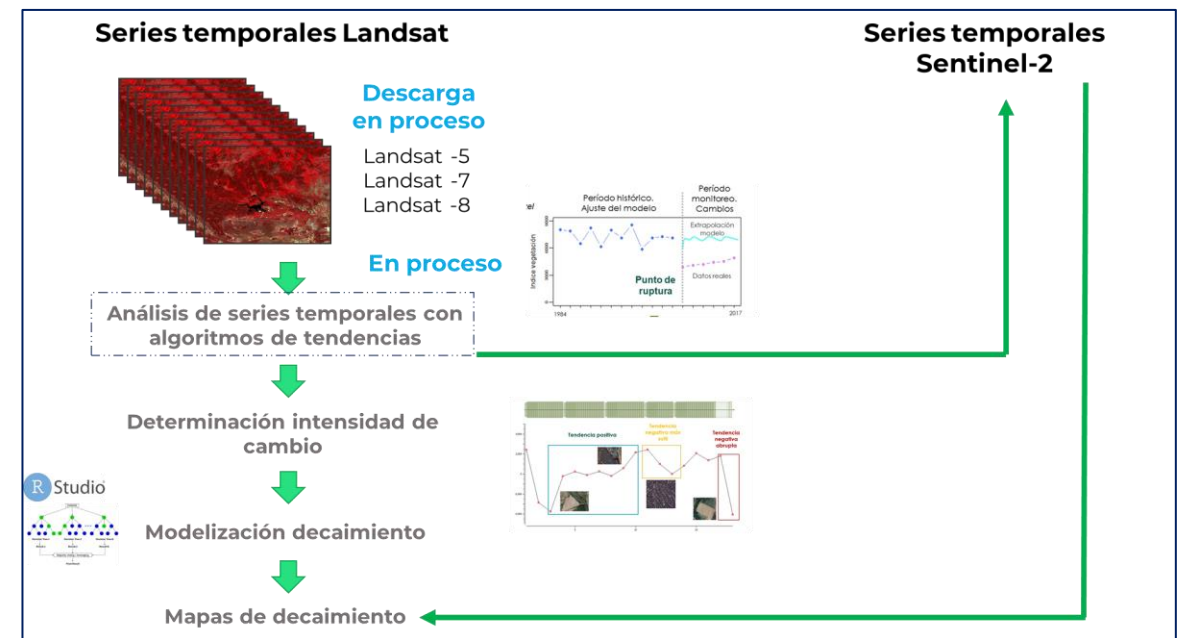 Series temporales Landsat
Series temporales
Sentinel-2
Descarga
en proceso
Landsat -5
Landsat -7
Landsat -8
En proceso
Período histórico.
Ajuste del modelo
Período
monitoreo.
Cambios
Extrapolación
modelo
Índice vegetación
Punto de
ruptura
Datos reales
1984
2017
Análisis de series temporales con
algoritmos de tendencias
Determinación intensidad de
cambio
Tendencia positiva
Tendencia
negativa más
sutil
Tendencia
negativa
abrupta
R Studio
Modelización decaimiento
Mapas de decaimiento